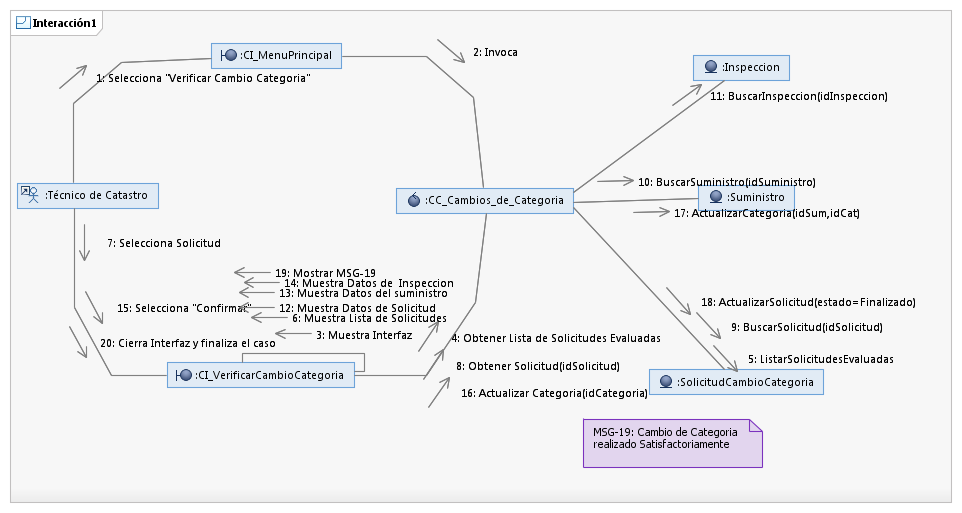 Interacción1
:CI_MenuPrincipal
2: Invoca
:Inspeccion
1: Selecciona "Verificar Cambio Categoria"
11: BuscarInspeccion(idInspeccion)
:Técnico de Catastro
:CC_Cambios_de_Categoria
10: BuscarSuministro(idSuministro)
:Suministro
17: ActualizarCategoria(idSum,idCat)
7: Selecciona Solicitud
19: Mostrar MSG-19
14: Muestra Datos de Inspeccion
13: Muestra Datos del suministro
15: Selecciona "Confirmar"
12: Muestra Datos de Solicitud
6: Muestra Lista de Solicitudes
3: Muestra Interfaz
18: ActualizarSolicitud(estado=Finalizado)
9: BuscarSolicitud(idSolicitud)
20: Cierra Interfaz y finaliza el caso
4: Obtener Lista de Solicitudes Evaluadas
5: ListarSolicitudesEvaluadas
8: Obtener Solicitud(idSolicitud)
:CI_VerificarCambioCategoria
:SolicitudCambioCategoria
16: Actualizar Categoria(idCategoria)
MSG-19: Cambio de Categoria
realizado Satisfactoriamente